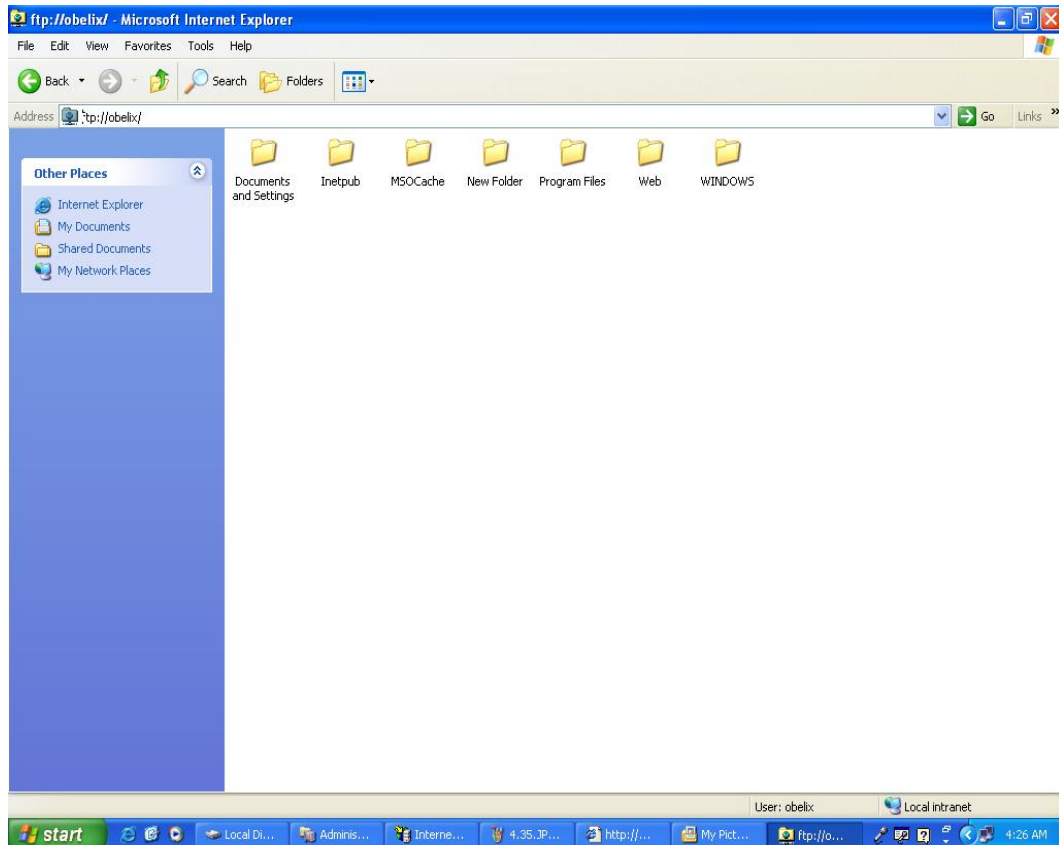 ftp://obelix/ - Microsoft Internet Explorer
File Edit View Favorites Tools Help
Back Search Folders
Address tp://obelix/ Go Links »
Other Places
Internet Explorer
My Documents
Shared Documents
My Network Places
Documents and Settings
Inetpub
MSOCache
New Folder
Program Files
Web
WINDOWS
User: obelix Local intranet
start Local Di... Adminis... Interne... 4.35.JP... http://... My Pict... ftp://o... 4:26 AM